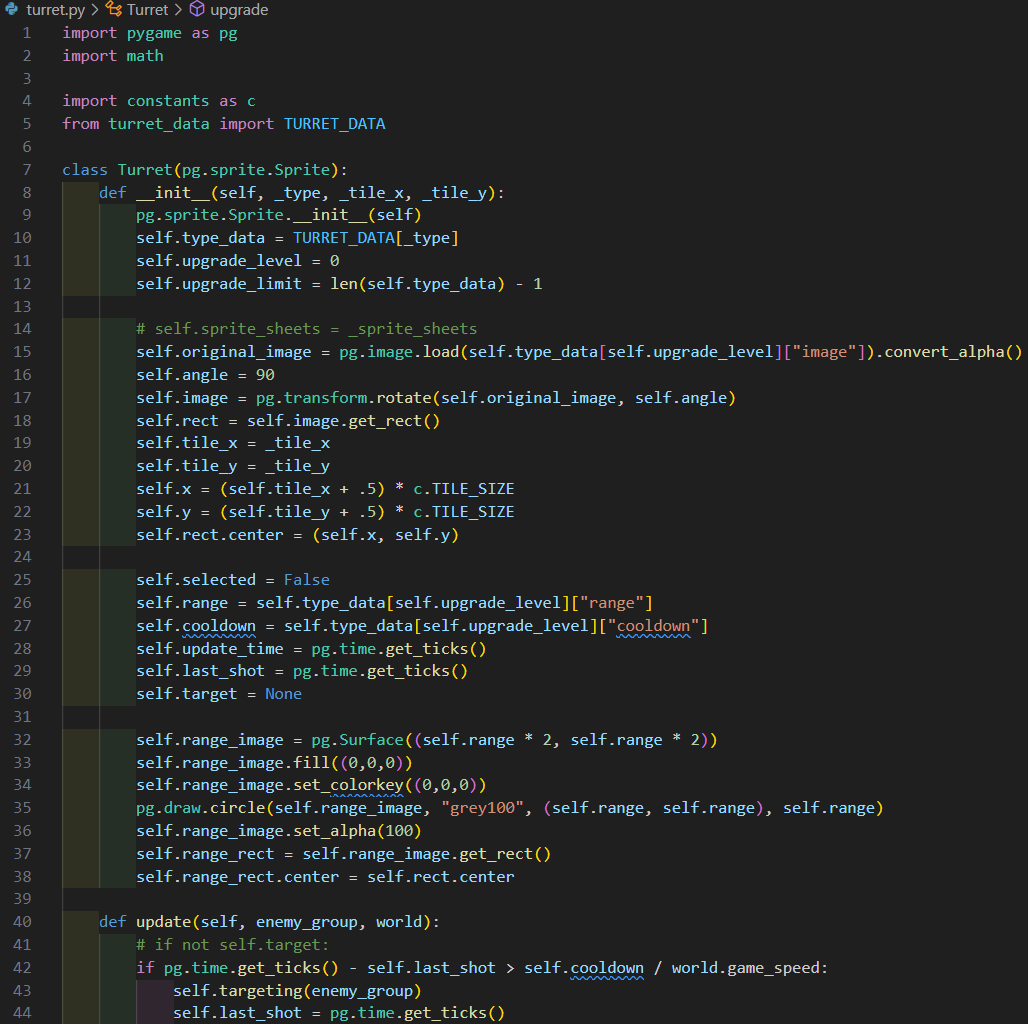 turret.py > Turret > upgrade
1 import pygame as pg
2 import math
3
4 import constants as c
5 from turret_data import TURRET_DATA
6
7 class Turret(pg.sprite.Sprite):
8     def __init__(self, _type, _tile_x, _tile_y):
9         pg.sprite.Sprite.__init__(self)
10         self.type_data = TURRET_DATA[_type]
11         self.upgrade_level = 0
12         self.upgrade_limit = len(self.type_data) - 1
13
14         # self.sprite_sheets = _sprite_sheets
15         self.original_image = pg.image.load(self.type_data[self.upgrade_level]["image"]).convert_alpha()
16         self.angle = 90
17         self.image = pg.transform.rotate(self.original_image, self.angle)
18         self.rect = self.image.get_rect()
19         self.tile_x = _tile_x
20         self.tile_y = _tile_y
21         self.x = (self.tile_x + .5) * c.TILE_SIZE
22         self.y = (self.tile_y + .5) * c.TILE_SIZE
23         self.rect.center = (self.x, self.y)
24
25         self.selected = False
26         self.range = self.type_data[self.upgrade_level]["range"]
27         self.cooldown = self.type_data[self.upgrade_level]["cooldown"]
28         self.update_time = pg.time.get_ticks()
29         self.last_shot = pg.time.get_ticks()
30         self.target = None
31
32         self.range_image = pg.Surface((self.range * 2, self.range * 2))
33         self.range_image.fill((0,0,0))
34         self.range_image.set_colorkey((0,0,0))
35         pg.draw.circle(self.range_image, "grey100", (self.range, self.range), self.range)
36         self.range_image.set_alpha(100)
37         self.range_rect = self.range_image.get_rect()
38         self.range_rect.center = self.rect.center
39
40     def update(self, enemy_group, world):
41         # if not self.target:
42         if pg.time.get_ticks() - self.last_shot > self.cooldown / world.game_speed:
43             self.targeting(enemy_group)
44             self.last_shot = pg.time.get_ticks()